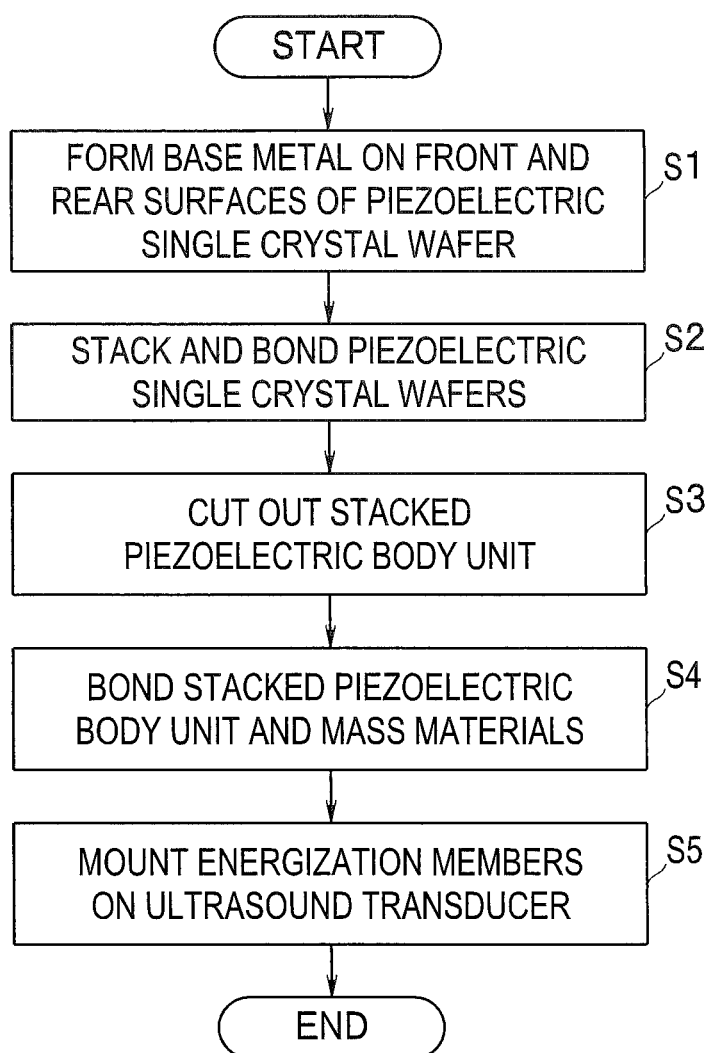 START
FORM BASE METAL ON FRONT AND
REAR SURFACES OF PIEZOELECTRIC
SINGLE CRYSTAL WAFER
S1
STACK AND BOND PIEZOELECTRIC
SINGLE CRYSTAL WAFERS
S2
CUT OUT STACKED
PIEZOELECTRIC BODY UNIT
S3
BOND STACKED PIEZOELECTRIC
BODY UNIT AND MASS MATERIALS
S4
MOUNT ENERGIZATION MEMBERS
ON ULTRASOUND TRANSDUCER
S5
END